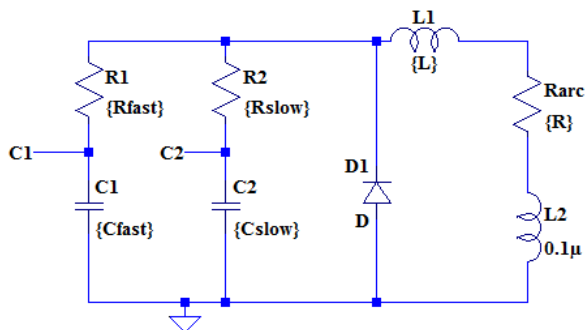 L1
{L}
R1
{Rfast}
R2
{Rslow}
Rarc
{R}
C1
C2
D1
D
C1
{Cfast}
C2
{Cslow}
L2
0.1µ